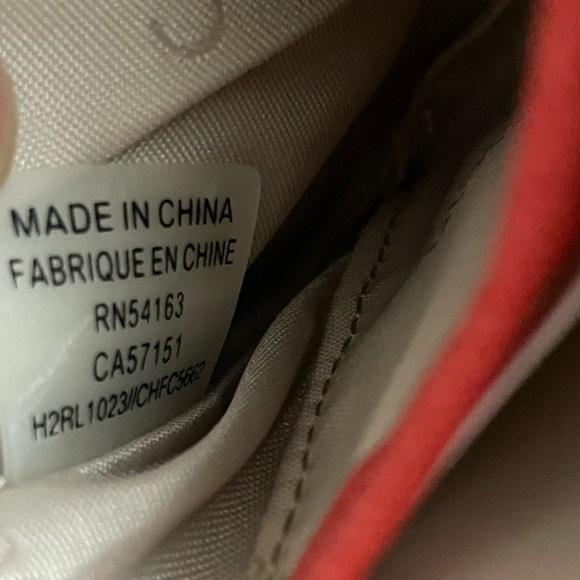 MADE IN CHINA
FABRIQUE EN CHINE
RN54163
CA57151
H2RL1023//CHFC5662